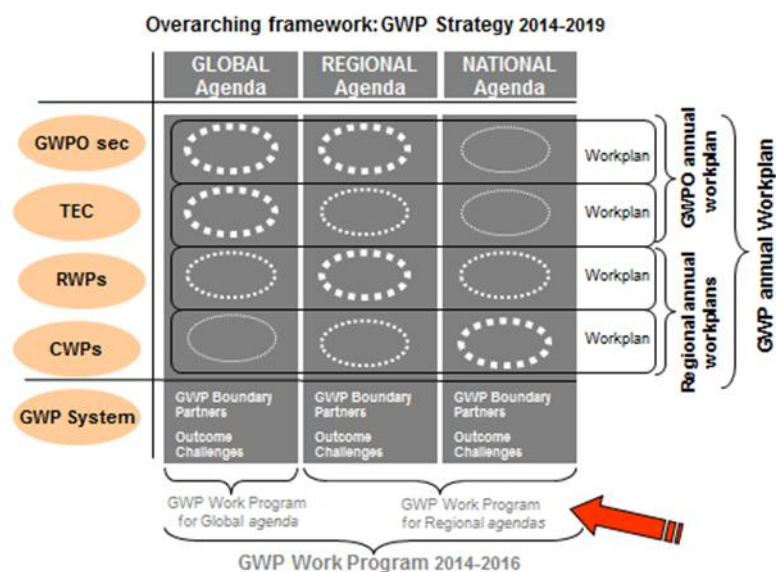 Overarching framework: GWP Strategy 2014-2019
GLOBAL
Agenda
REGIONAL
Agenda
NATIONAL
Agenda
GWPO sec
Workplan
TEC
Workplan
RWPs
Workplan
CWPs
Workplan
GWPO annual
workplan
Regional annual
workplans
GWP annual Workplan
GWP System
GWP Boundary
Partners
Outcome
Challenges
GWP Boundary
Partners
Outcome
Challenges
GWP Boundary
Partners
Outcome
Challenges
GWP Work Program
for Global agenda
GWP Work Program
for Regional agendas
GWP Work Program 2014-2016